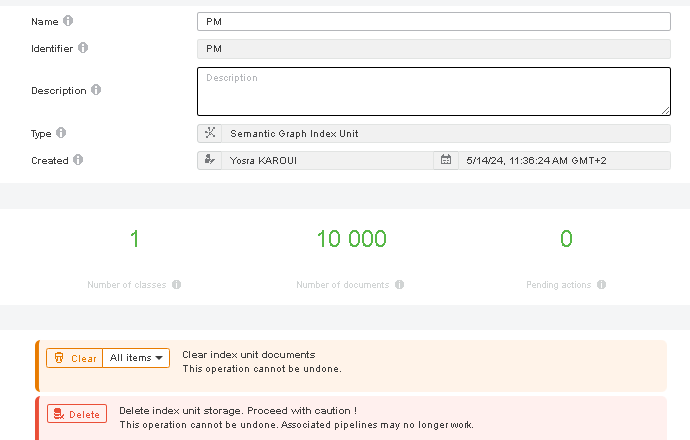 Name
PM
Identifier
PM
Description
Description
Type
Semantic Graph Index Unit
Created
Yosra KAROUI
5/14/24, 11:36:24 AM GMT+2
1
10 000
0
Number of classes
Number of documents
Pending actions
Clear
All items
Clear index unit documents
This operation cannot be undone.
Delete
Delete index unit storage. Proceed with caution !
This operation cannot be undone. Associated pipelines may no longer work.